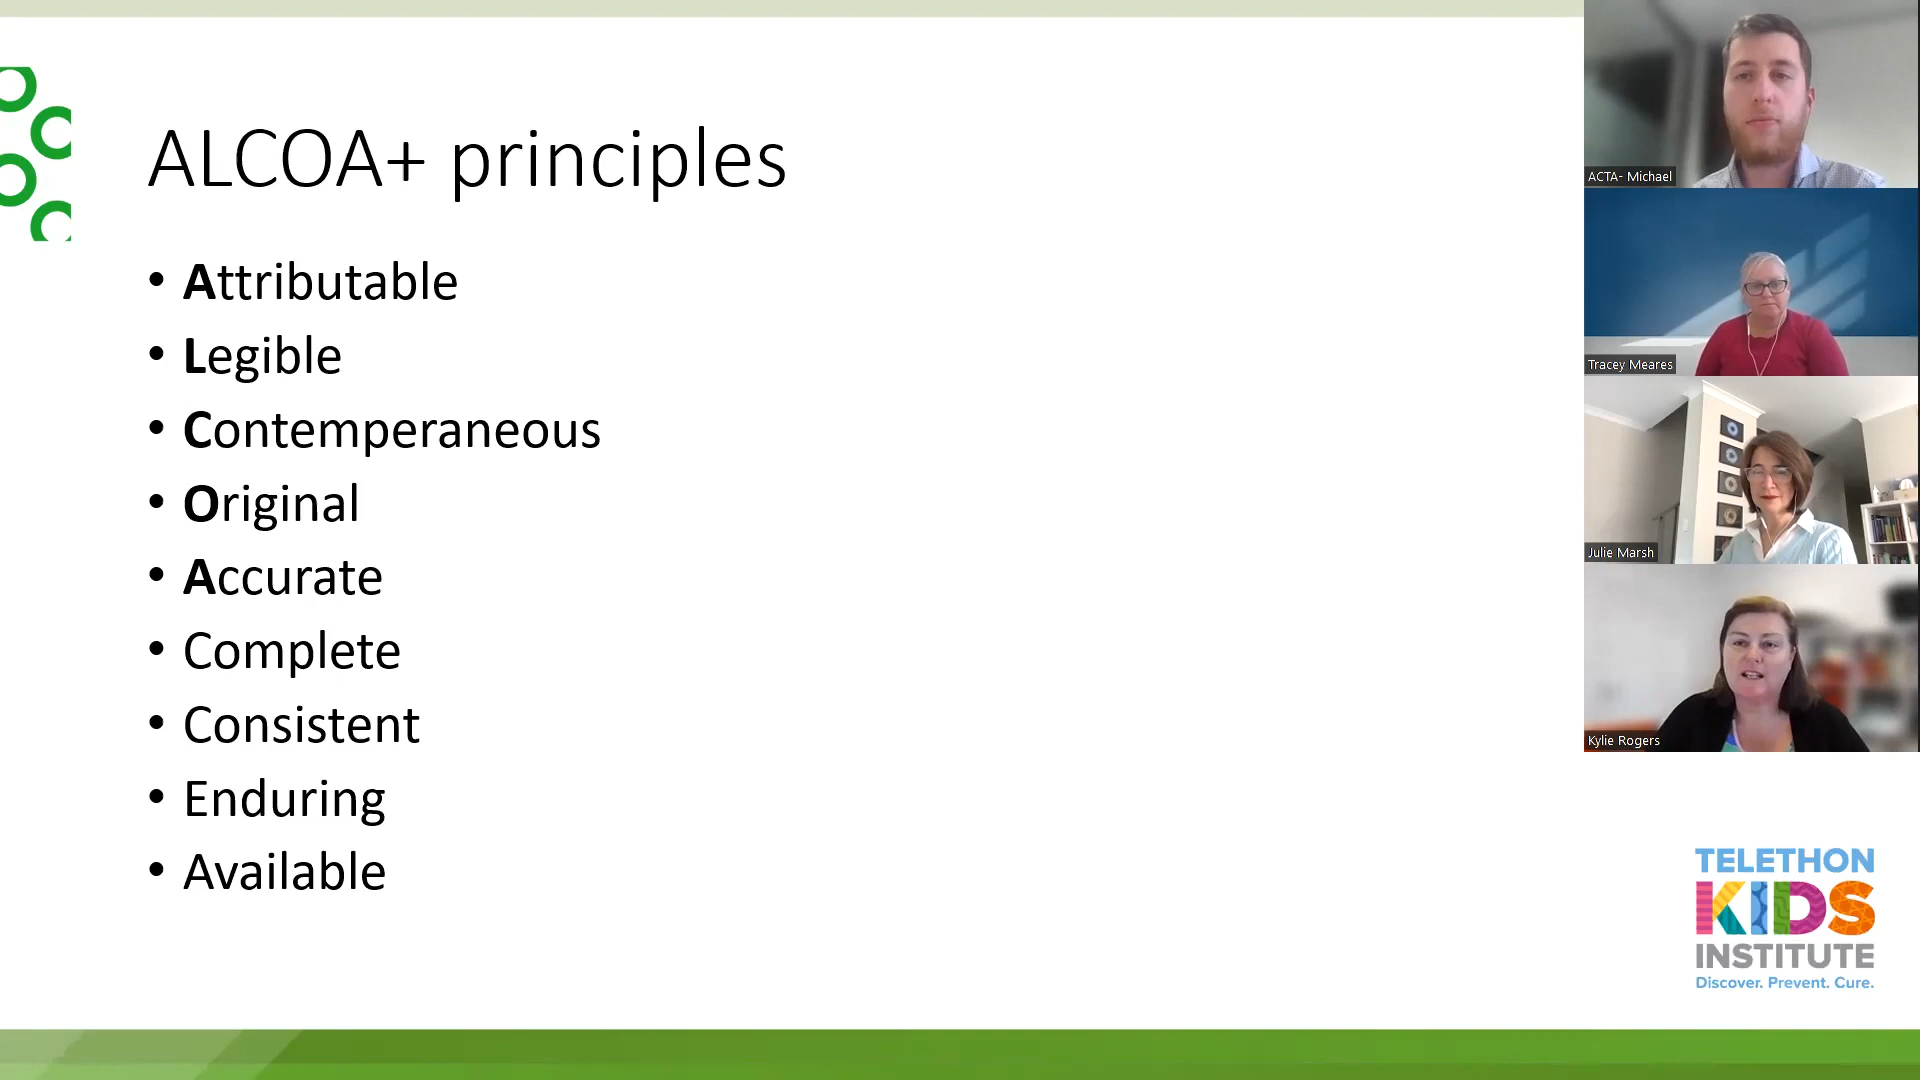 ALCOA+ principles
• Attributable
• Legible
• Contemperaneous
• Original
• Accurate
• Complete
• Consistent
• Enduring
• Available
ACTA- Michael
Tracey Meares
Julie Marsh
Kylie Rogers
TELETHON
KIDS
INSTITUTE
Discover. Prevent. Cure.